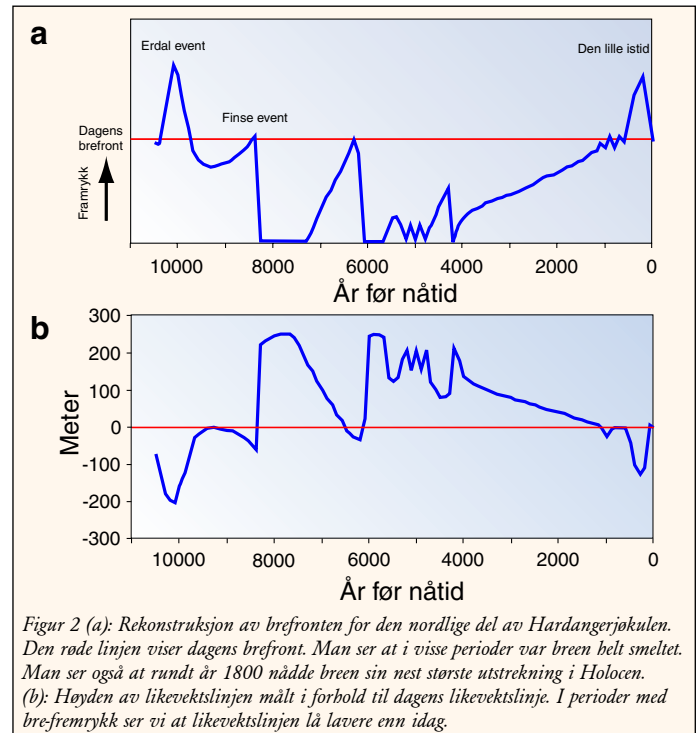 a
Erdal event
Finse event
Den lille istid
Dagens
brefront
Framrykk
10000 8000 6000 4000 2000 0
År før nåtid
b
300
200
100
0
-100
-200
-300
Meter
10000 8000 6000 4000 2000 0
År før nåtid
Figur 2 (a): Rekonstruksjon av brefronten for den nordlige del av Hardangerjøkulen.
Den røde linjen viser dagens brefront. Man ser at i visse perioder var breen helt smeltet.
Man ser også at rundt år 1800 nådde breen sin nest største utstrekning i Holocen.
(b): Høyden av likevektslinjen målt i forhold til dagens likevektslinje. I perioder med
bre-fremrykk ser vi at likevektslinjen lå lavere enn idag.